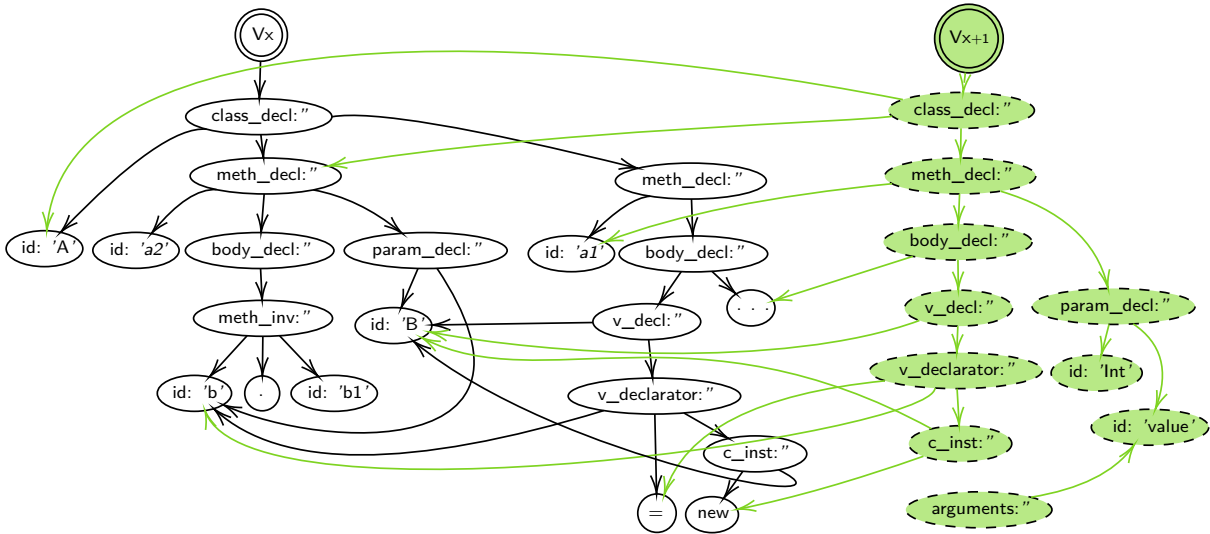 Vx
Vx+1
class_decl:''
class_decl:''
meth_decl:''
meth_decl:''
meth_decl:''
id: 'A'
id: 'a2'
body_decl:''
param_decl:''
id: 'a1'
body_decl:''
body_decl:''
meth_inv:''
id: 'B'
v_decl:''
. . .
v_decl:''
param_decl:''
id: 'b'
.
id: 'b1'
v_declarator:''
v_declarator:''
id: 'Int'
c_inst:''
c_inst:''
id: 'value'
=
new
arguments:''